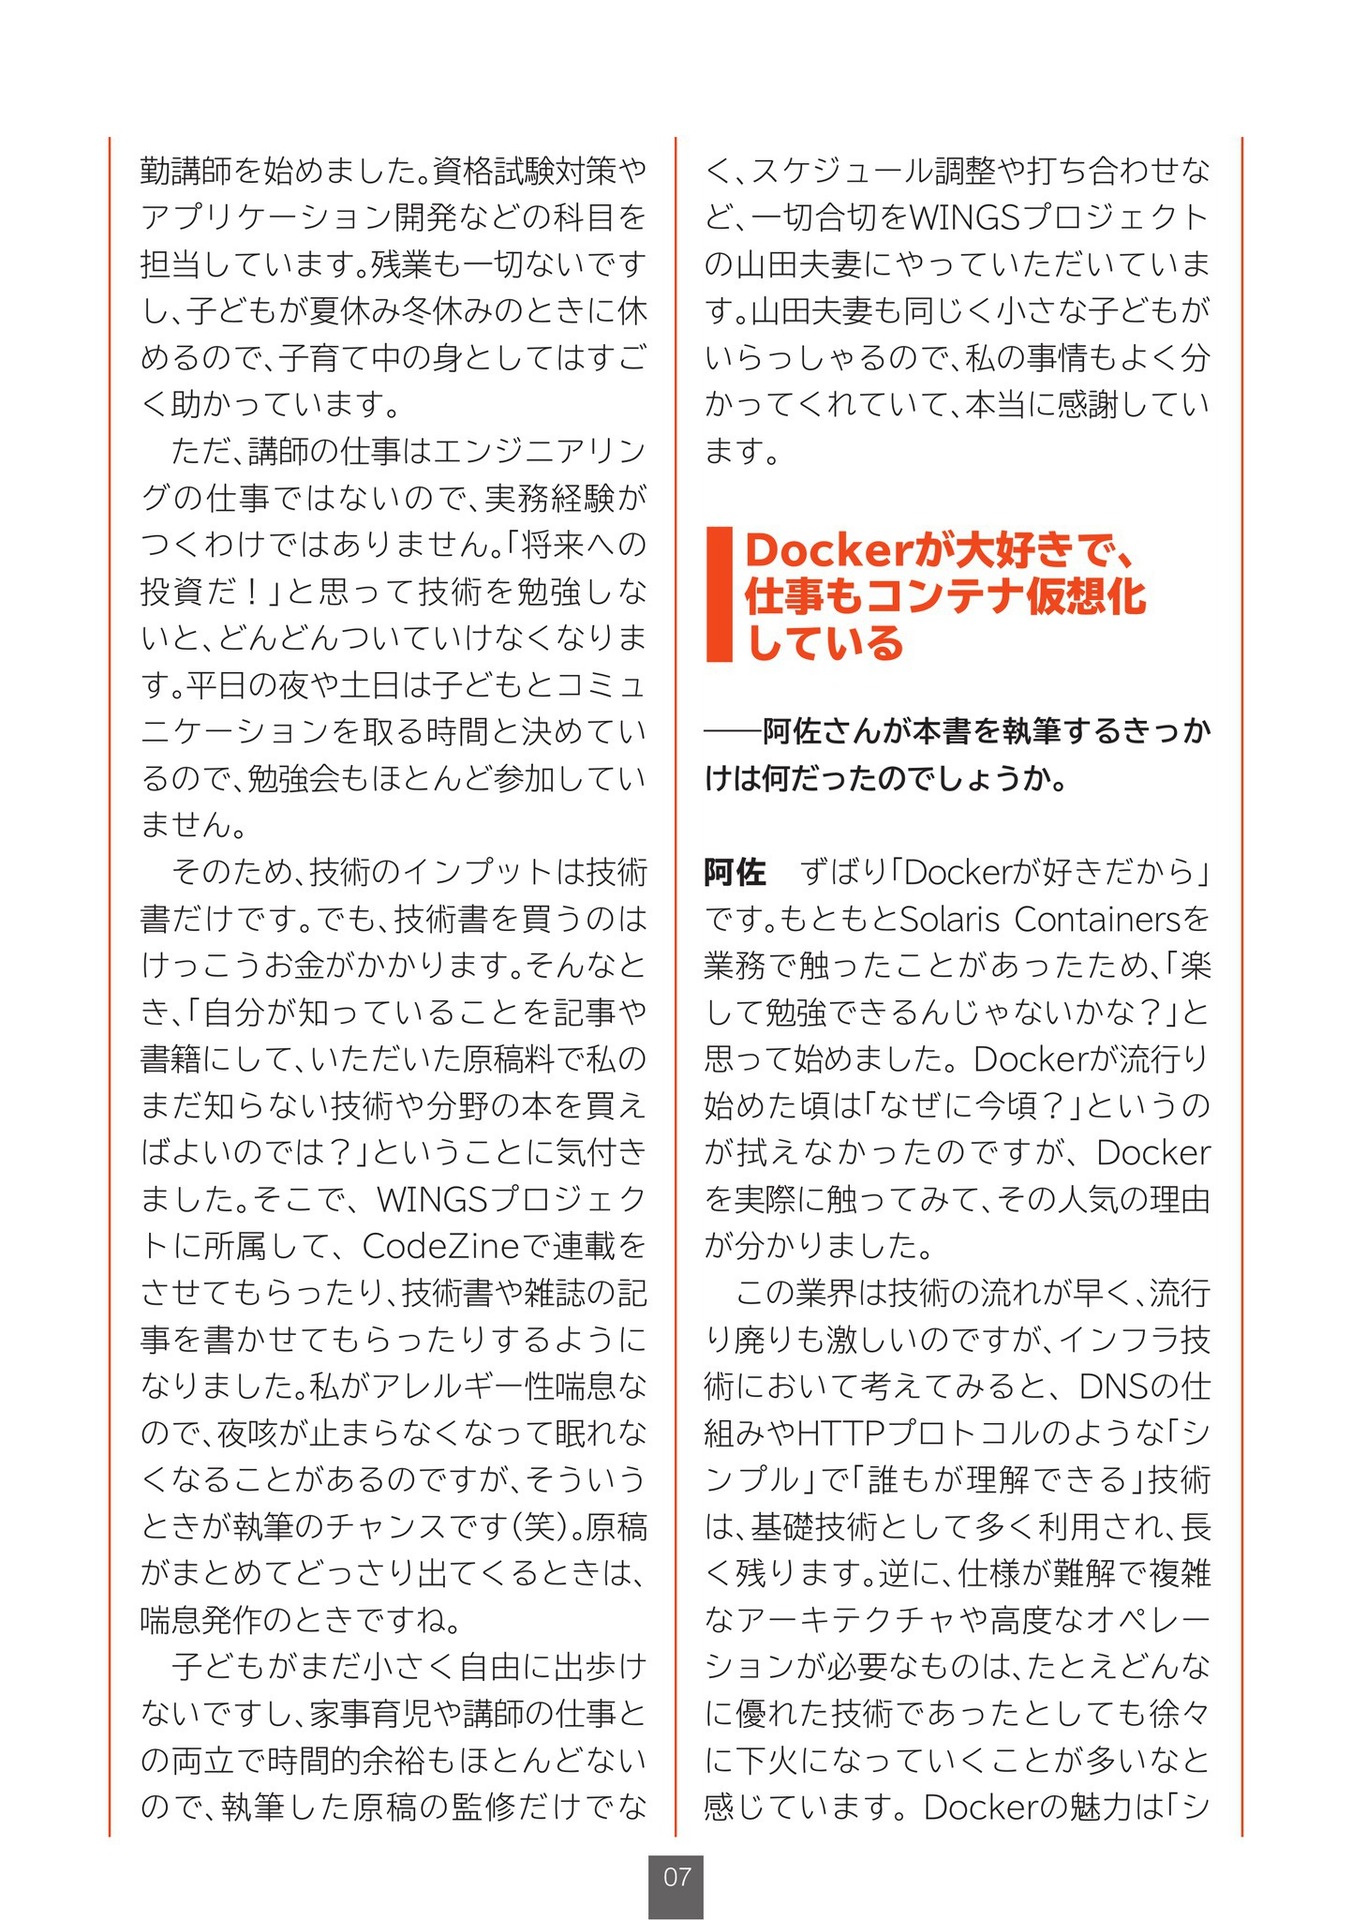 勤講師を始めました。資格試験対策や
アプリケーション開発などの科目を
担当しています。残業も一切ないです
し、子どもが夏休み冬休みのときに休
めるので、子育て中の身としてはすご
く助かっています。
　ただ、講師の仕事はエンジニアリン
グの仕事ではないので、実務経験が
つくわけではありません。「将来への
投資だ！」と思って技術を勉強しな
いと、どんどんついていけなくなりま
す。平日の夜や土日は子どもとコミュ
ニケーションを取る時間と決めてい
るので、勉強会もほとんど参加してい
ません。
　そのため、技術のインプットは技術
書だけです。でも、技術書を買うのは
けっこうお金がかかります。そんなと
き、「自分が知っていることを記事や
書籍にして、いただいた原稿料で私の
まだ知らない技術や分野の本を買え
ばよいのでは？」ということに気付き
ました。そこで、WINGSプロジェク
トに所属して、CodeZineで連載を
させてもらったり、技術書や雑誌の記
事を書かせてもらったりするように
なりました。私がアレルギー性喘息な
ので、夜咳が止まらなくなって眠れな
くなることがあるのですが、そういう
ときが執筆のチャンスです（笑）。原稿
がまとめてどっさり出てくるときは、
喘息発作のときですね。
　子どもがまだ小さく自由に出歩け
ないですし、家事育児や講師の仕事と
の両立で時間的余裕もほとんどない
ので、執筆した原稿の監修だけでな
く、スケジュール調整や打ち合わせな
ど、一切合切をWINGSプロジェクト
の山田夫妻にやっていただいていま
す。山田夫妻も同じく小さな子どもが
いらっしゃるので、私の事情もよく分
かってくれていて、本当に感謝してい
ます。
Dockerが大好きで、
仕事もコンテナ仮想化
している
――阿佐さんが本書を執筆するきっか
けは何だったのでしょうか。
阿佐　ずばり「Dockerが好きだから」
です。もともとSolaris Containersを
業務で触ったことがあったため、「楽
して勉強できるんじゃないかな？」と
思って始めました。Dockerが流行り
始めた頃は「なぜに今頃？」というの
が拭えなかったのですが、Docker
を実際に触ってみて、その人気の理由
が分かりました。
　この業界は技術の流れが早く、流行
り廃りも激しいのですが、インフラ技
術において考えてみると、DNSの仕
組みやHTTPプロトコルのような「シ
ンプル」で「誰もが理解できる」技術
は、基礎技術として多く利用され、長
く残ります。逆に、仕様が難解で複雑
なアーキテクチャや高度なオペレー
ションが必要なものは、たとえどんな
に優れた技術であったとしても徐々
に下火になっていくことが多いなと
感じています。Dockerの魅力は「シ
07